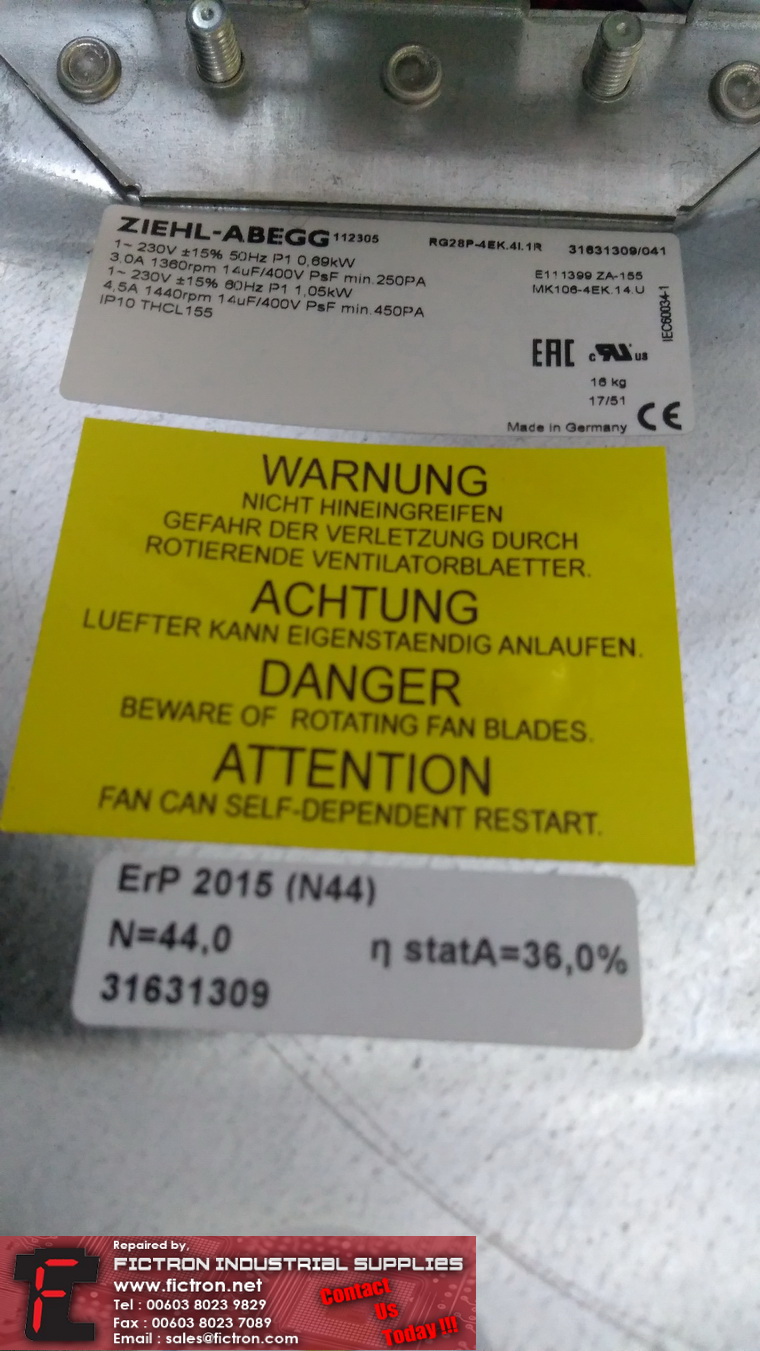 ZIEHL-ABEGG 112305 RG28P-4EK.4I.1R 31631309/041
1~ 230V ±15% 50Hz P1 0,69kW
3,0A 1360rpm 14uF/400V PsF min.250PA
1~ 230V ±15% 60Hz P1 1,05kW
4,5A 1440rpm 14uF/400V PsF min.450PA
IP10 THCL155
E111399 ZA-155
MK106-4EK.14.U
IEC60034-1
EAC c RU us
16 kg
17/51
Made in Germany CE
WARNUNG
NICHT HINEINGREIFEN
GEFAHR DER VERLETZUNG DURCH
ROTIERENDE VENTILATORBLAETTER.
ACHTUNG
LUEFTER KANN EIGENSTAENDIG ANLAUFEN.
DANGER
BEWARE OF ROTATING FAN BLADES.
ATTENTION
FAN CAN SELF-DEPENDENT RESTART.
ErP 2015 (N44)
N=44,0 η statA=36,0%
31631309
Repaired by,
FICTRON INDUSTRIAL SUPPLIES
www.fictron.net
Tel : 00603 8023 9829
Fax : 00603 8023 7089
Email : sales@fictron.com
Contact
Us
Today !!!